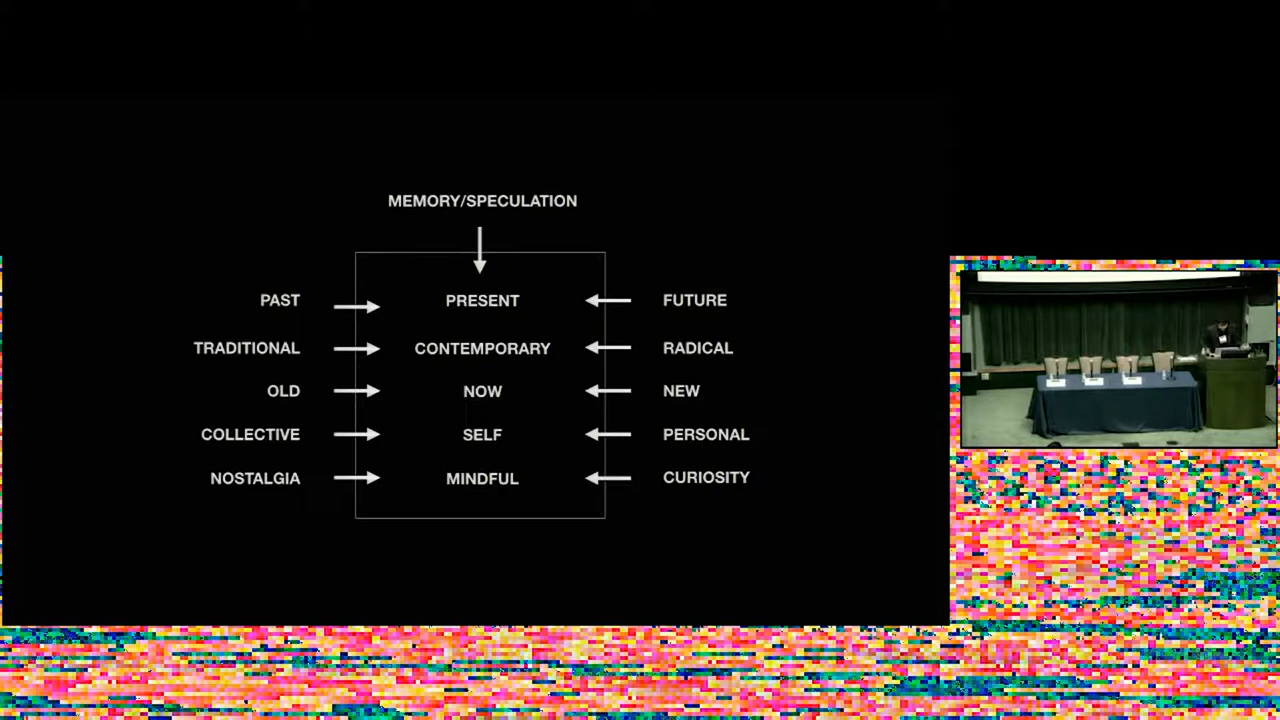 MEMORY/SPECULATION
PAST PRESENT FUTURE
TRADITIONAL CONTEMPORARY RADICAL
OLD NOW NEW
COLLECTIVE SELF PERSONAL
NOSTALGIA MINDFUL CURIOSITY